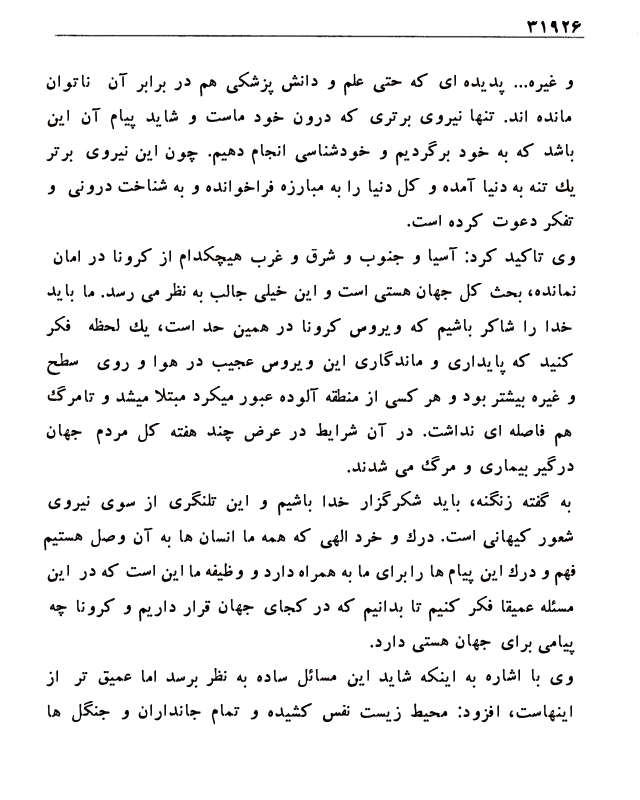 ۳۱۹۲۶
و غیره... پدیده ای که حتی علم و دانش پزشکی هم در برابر آن ناتوان
مانده اند. تنها نیروی برتری که درون خود ماست و شاید پیام آن این
باشد که به خود برگردیم و خودشناسی انجام دهیم. چون این نیروی برتر
یك تنه به دنیا آمده و کل دنیا را به مبارزه فراخوانده و به شناخت درونی و
تفکر دعوت کرده است.
وی تاکید کرد: آسیا و جنوب و شرق و غرب هیچکدام از کرونا در امان
نمانده، بحث کل جهان هستی است و این خیلی جالب به نظر می رسد. ما باید
خدا را شاکر باشیم که ویروس کرونا در همین حد است، یك لحظه فکر
کنید که پایداری و ماندگاری این ویروس عجیب در هوا و روی سطح
و غیره بیشتر بود و هر کسی از منطقه آلوده عبور میکرد مبتلا میشد و تامرگ
هم فاصله ای نداشت. در آن شرایط در عرض چند هفته کل مردم جهان
درگیر بیماری و مرگ می شدند.
به گفته زنگنه، باید شکرگزار خدا باشیم و این تلنگری از سوی نیروی
شعور کیهانی است. درك و خرد الهی که همه ما انسان ها به آن وصل هستیم
فهم و درك این پیام ها رابرای ما به همراه دارد و وظیفه ما این است که در این
مسئله عمیقا فکر کنیم تا بدانیم که در کجای جهان قرار داریم و کرونا چه
پیامی برای جهان هستی دارد.
وی با اشاره به اینکه شاید این مسائل ساده به نظر برسد اما عمیق تر از
اینهاست، افزود: محیط زیست نفس کشیده و تمام جانداران و جنگل ها